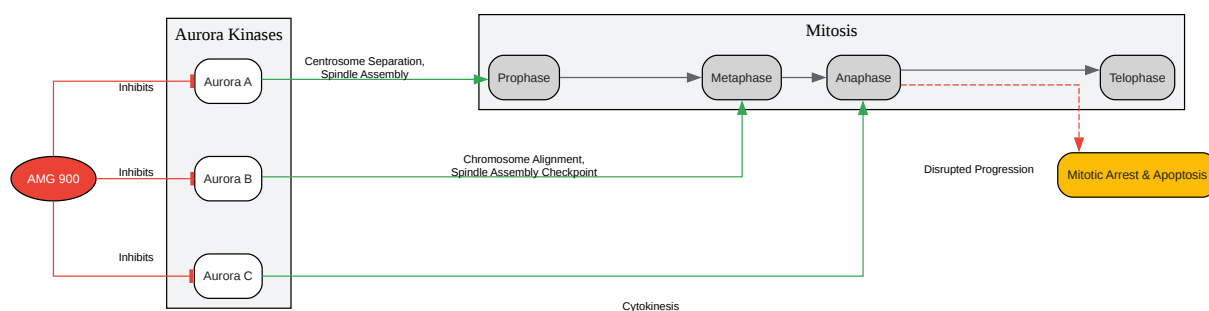 Aurora Kinases
Mitosis
Centrosome Separation,
Spindle Assembly
Aurora A
Prophase
Metaphase
Anaphase
Telophase
Inhibits
Chromosome Alignment,
Spindle Assembly Checkpoint
AMG 900
Inhibits
Aurora B
Disrupted Progression
Mitotic Arrest & Apoptosis
Inhibits
Aurora C
Cytokinesis